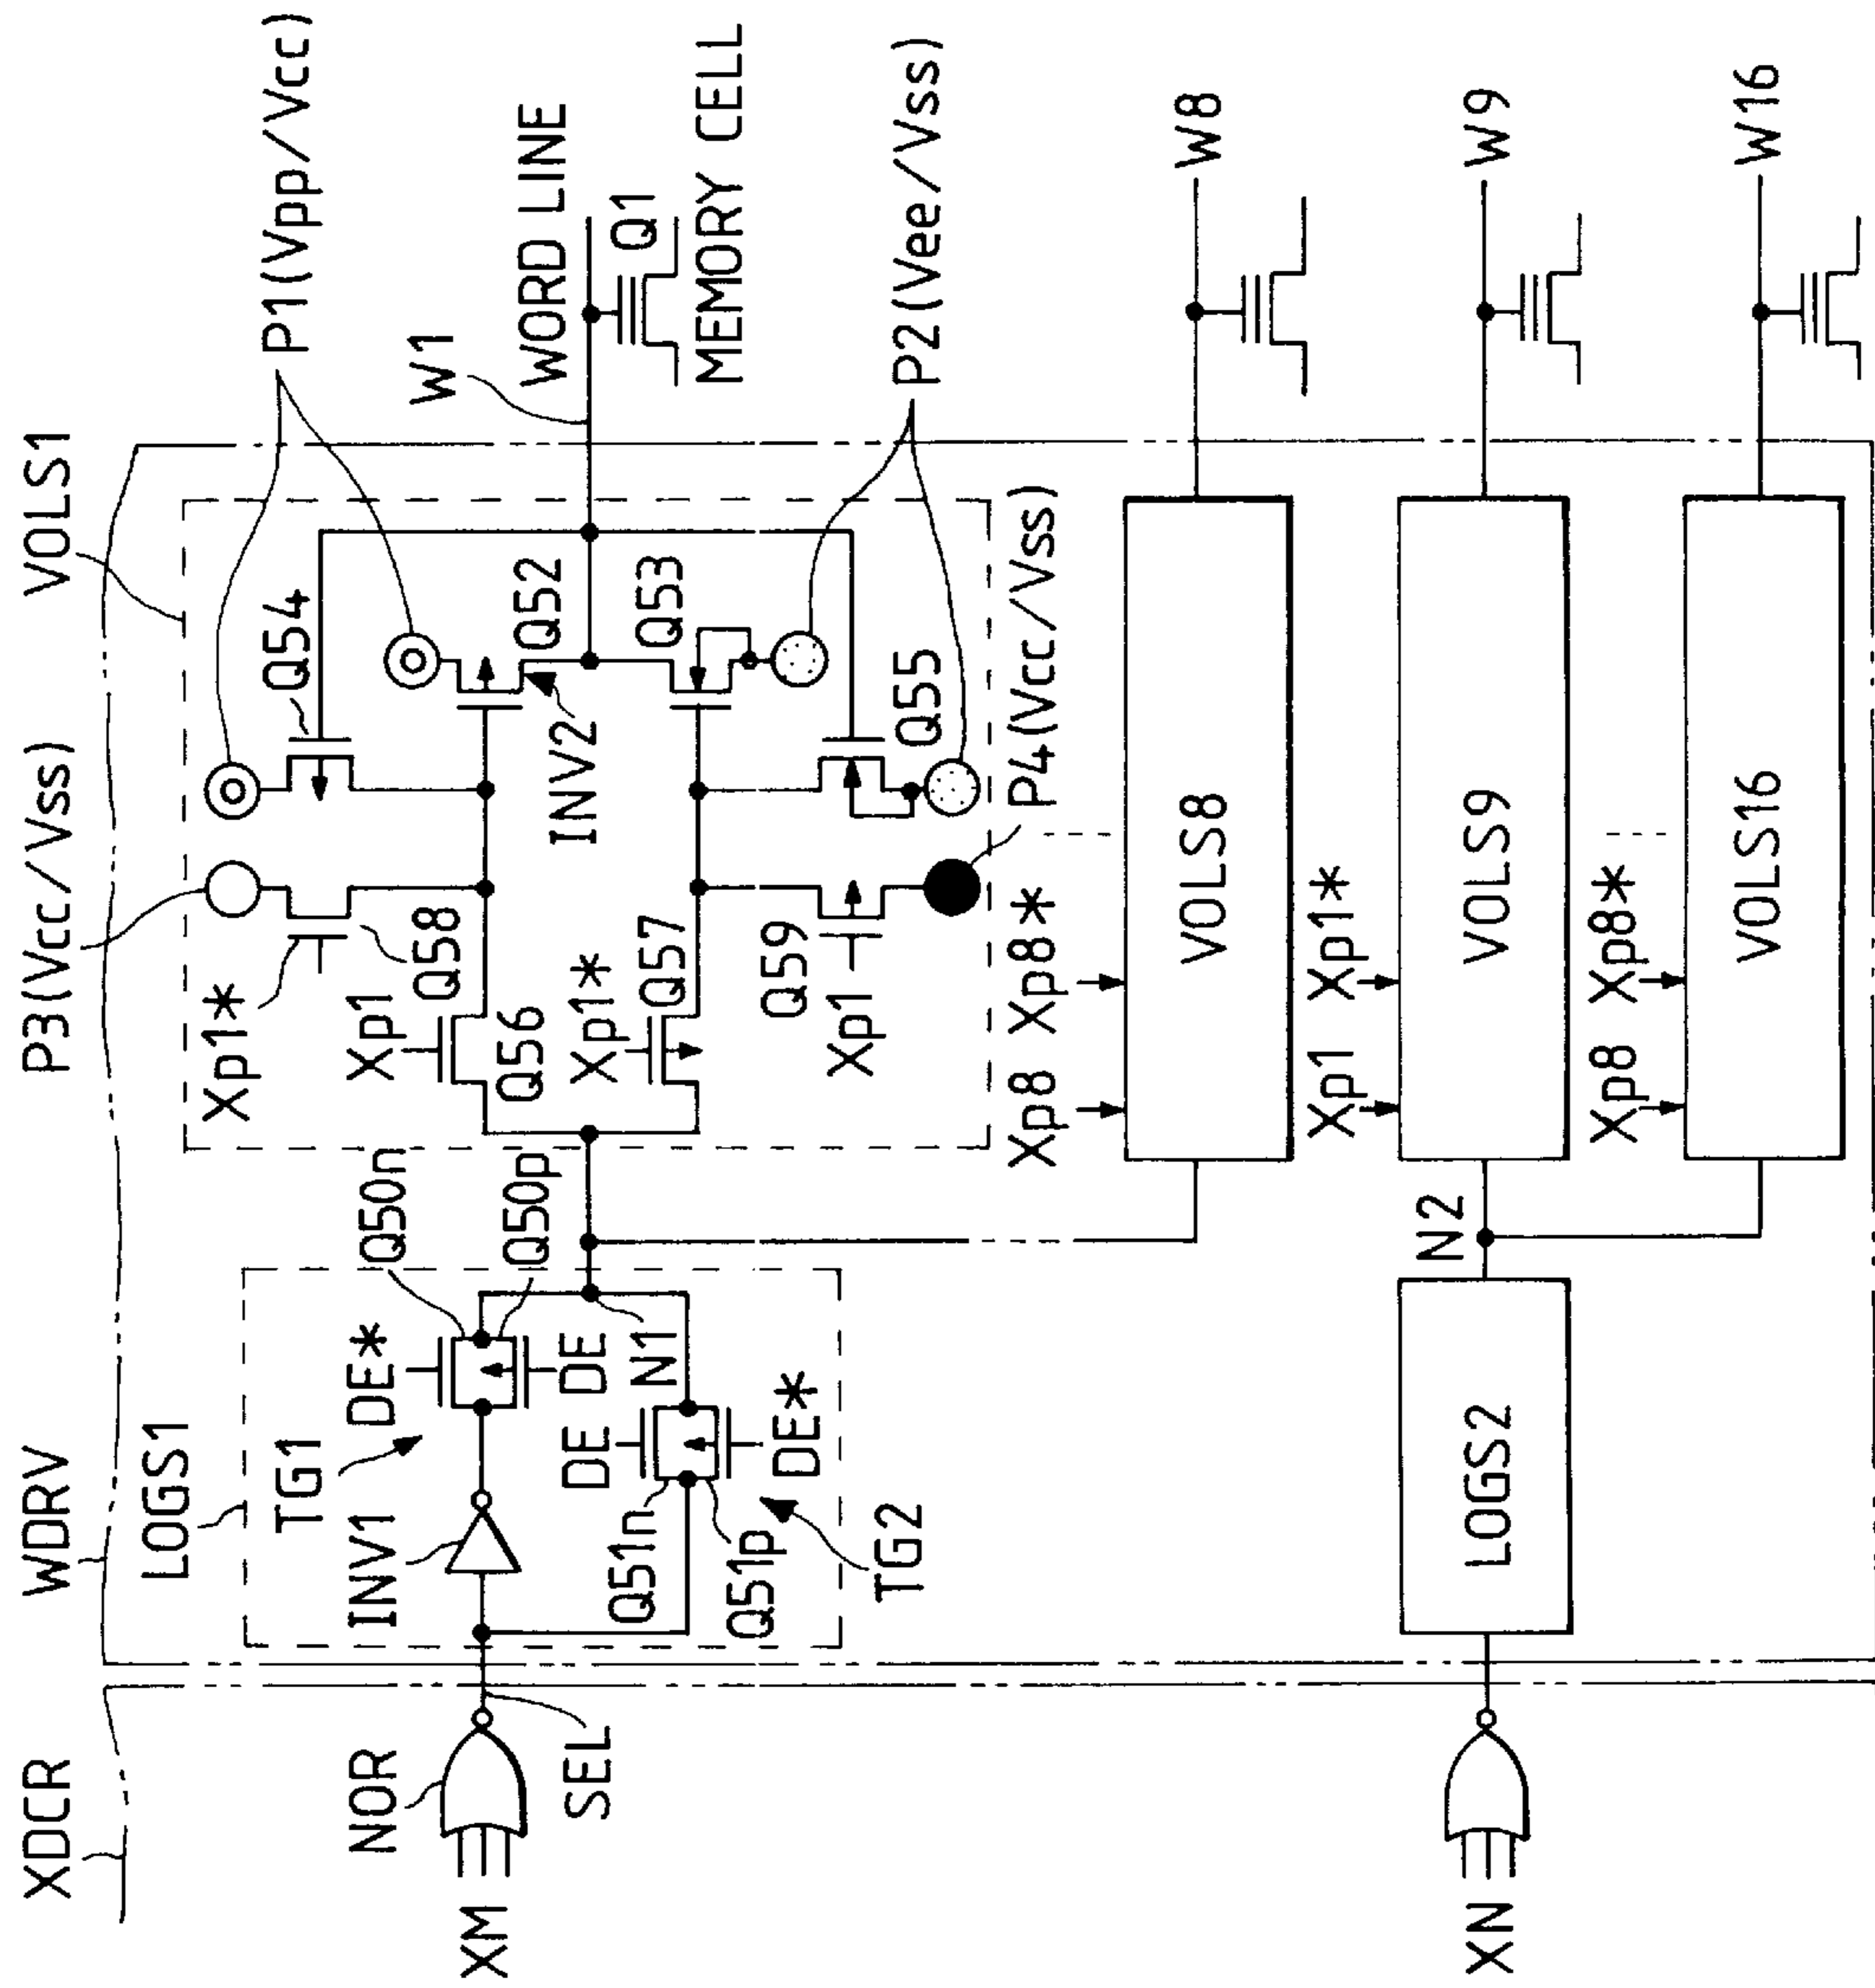 XDCR
WDRV
P3(Vcc/Vss)
VOLS1
P1(Vpp/Vcc)
LOGS1
Xp1*
Q54
NOR
INV1
TG1
DE*
Q50n
Xp1
Q58
W1
XM
SEL
Q51n
DE
DE
Q50p
Q56
Xp1*
INV2
Q52
WORD LINE
Q51p
N1
Q57
Q53
Q1
TG2
DE*
Q59
MEMORY CELL
Xp1
Q55
P2(Vee/Vss)
P4(Vcc/Vss)
Xp8 Xp8*
VOLS8
W8
Xp1 Xp1*
XN
LOGS2
N2
VOLS9
W9
Xp8 Xp8*
VOLS16
W16